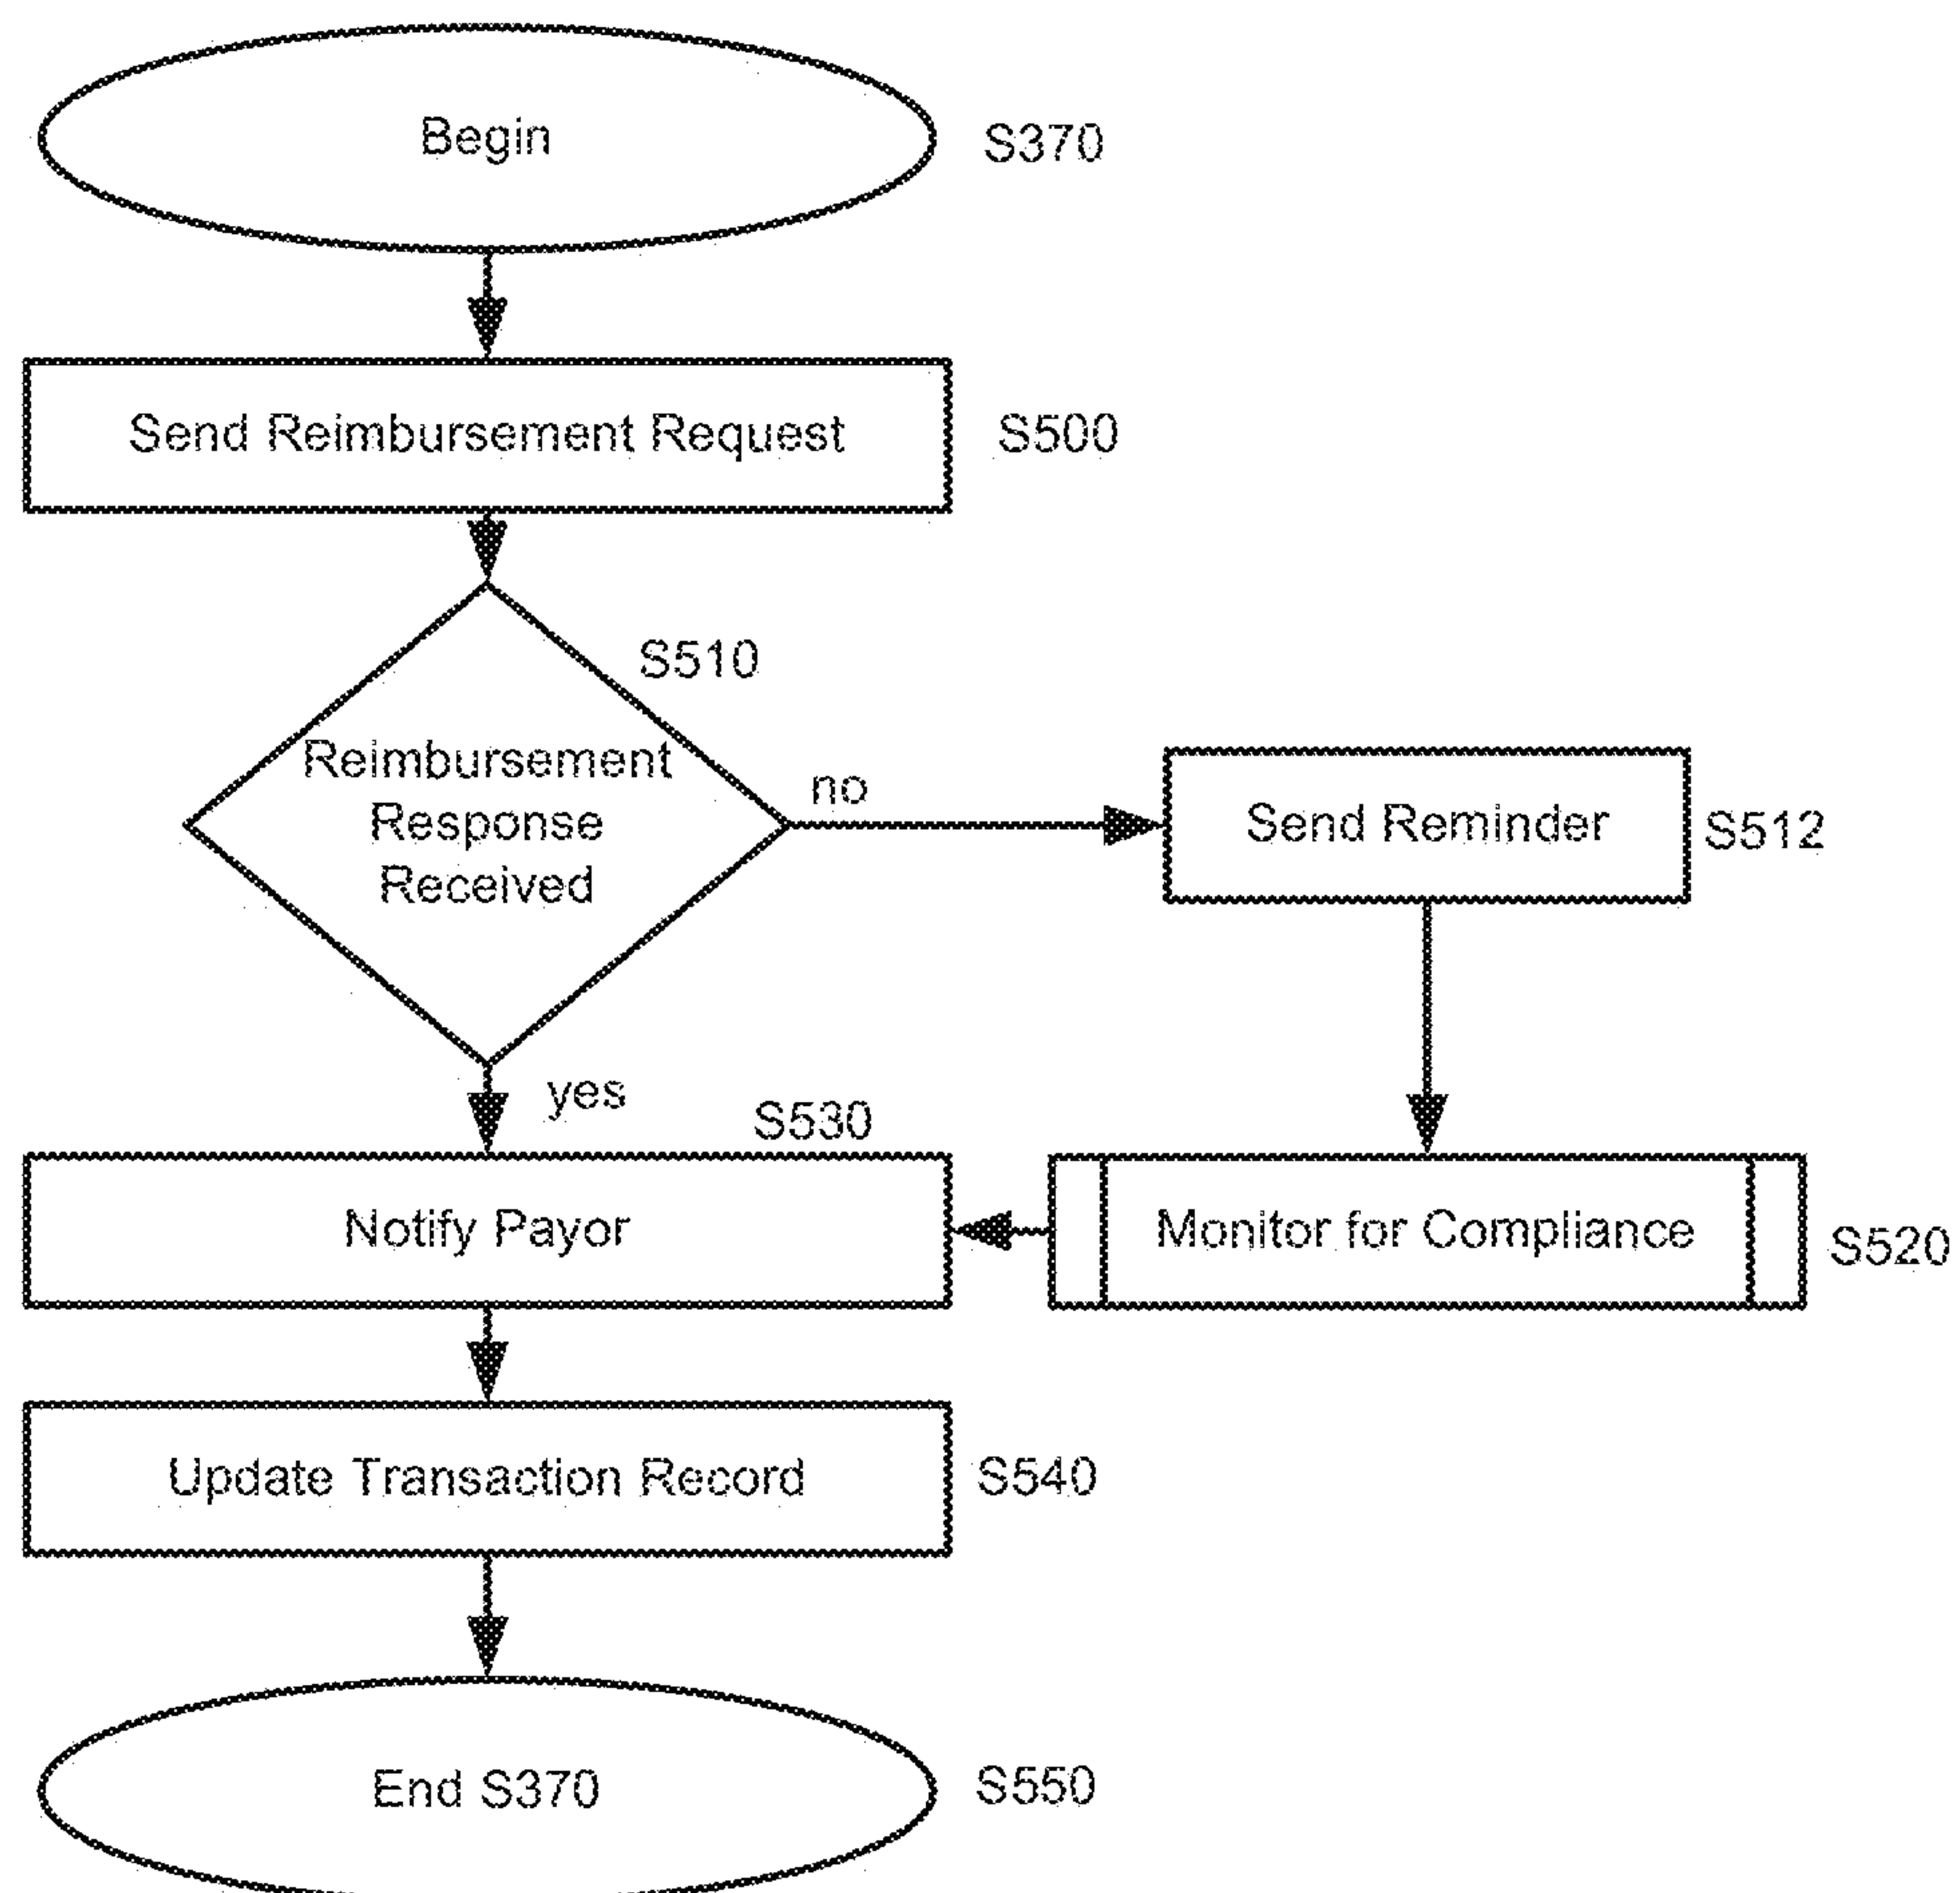 Begin
S370
Send Reimbursement Request
S500
S510
Reimbursement
Response
Received
no
Send Reminder
S512
yes
S530
Notify Payor
Monitor for Compliance
S520
Update Transaction Record
S540
End S370
S550